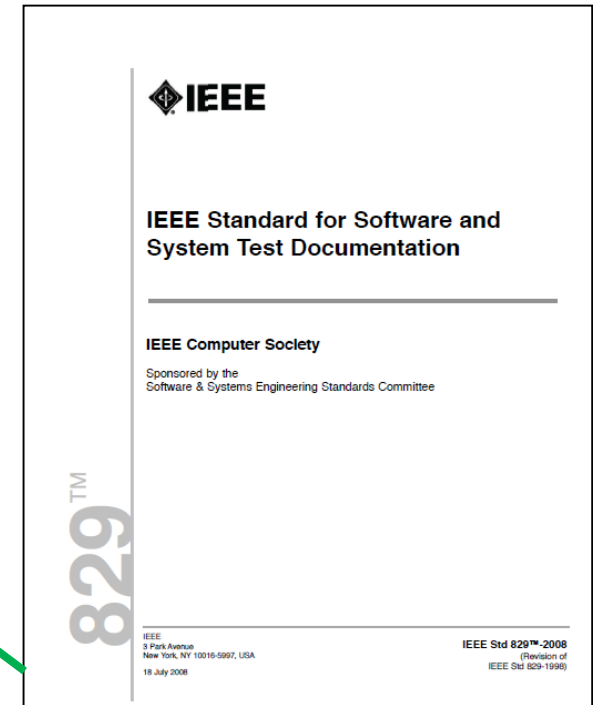 IEEE
IEEE Standard for Software and
System Test Documentation
IEEE Computer Society
Sponsored by the
Software & Systems Engineering Standards Committee
829™
IEEE
3 Park Avenue
New York, NY 10016-5997, USA
18 July 2008
IEEE Std 829™-2008
(Revision of
IEEE Std 829-1998)